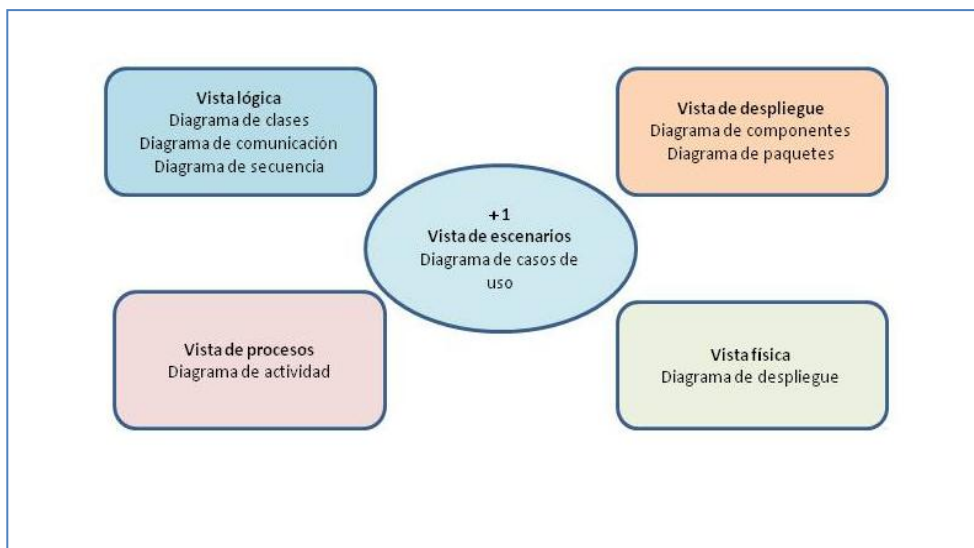 Vista lógica
Diagrama de clases
Diagrama de comunicación
Diagrama de secuencia
Vista de despliegue
Diagrama de componentes
Diagrama de paquetes
+1
Vista de escenarios
Diagrama de casos de
uso
Vista de procesos
Diagrama de actividad
Vista física
Diagrama de despliegue